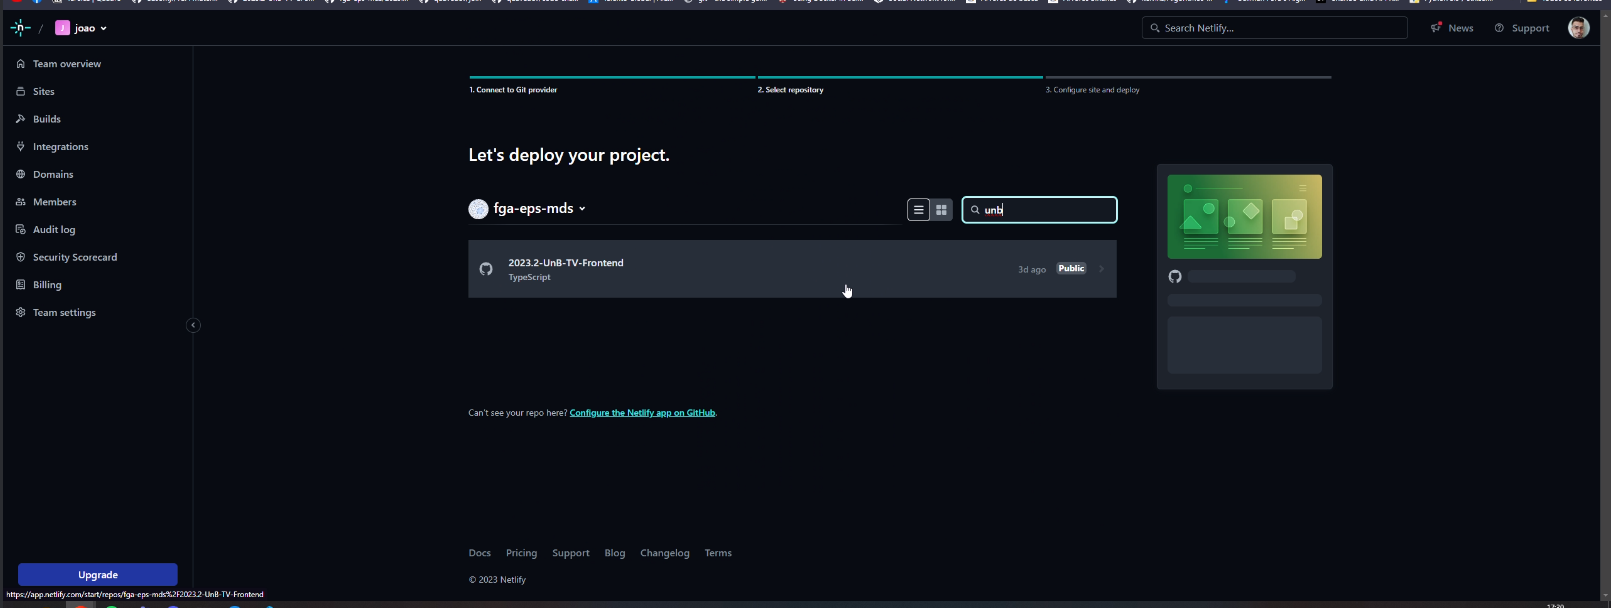 / J joao
Search Netlify...
News
Support
Team overview
Sites
Builds
Integrations
Domains
Members
Audit log
Security Scorecard
Billing
Team settings
Upgrade
1. Connect to Git provider
2. Select repository
3. Configure site and deploy
Let's deploy your project.
fga-eps-mds
unb
2023.2-UnB-TV-Frontend
TypeScript
3d ago
Public
Can't see your repo here? Configure the Netlify app on GitHub.
Docs Pricing Support Blog Changelog Terms
© 2023 Netlify
https://app.netlify.com/start/repos/fga-eps-mds%2F2023.2-UnB-TV-Frontend